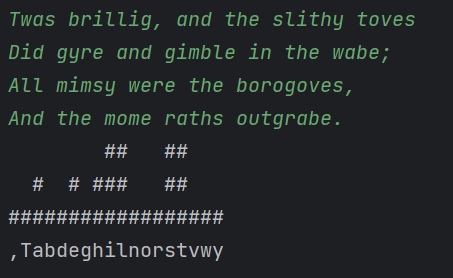 Twas brillig, and the slithy toves
Did gyre and gimble in the wabe;
All mimsy were the borogoves,
And the mome raths outgrabe.
        ##   ##
  #  # ###   ##
##################
,Tabdeghilnorstvwy